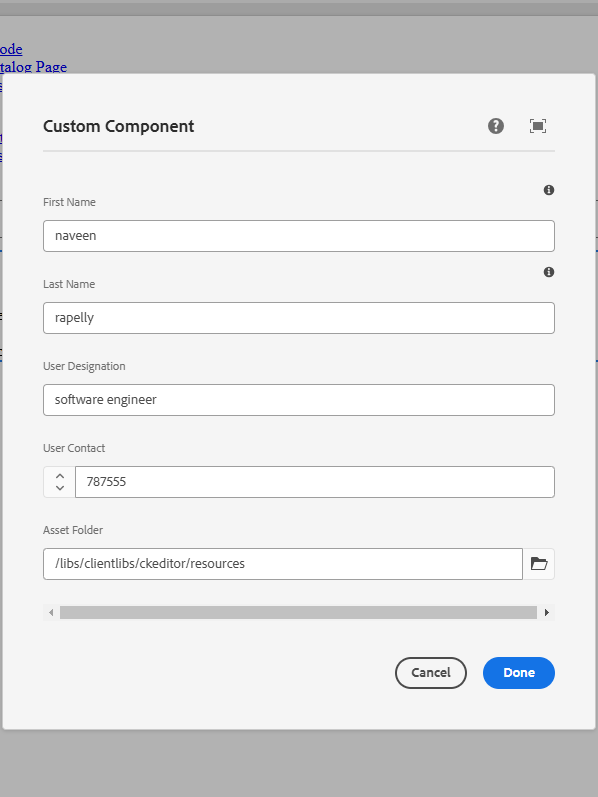 ode
talog Page
Custom Component
First Name
naveen
Last Name
rapelly
User Designation
software engineer
User Contact
787555
Asset Folder
/libs/clientlibs/ckeditor/resources
Cancel
Done